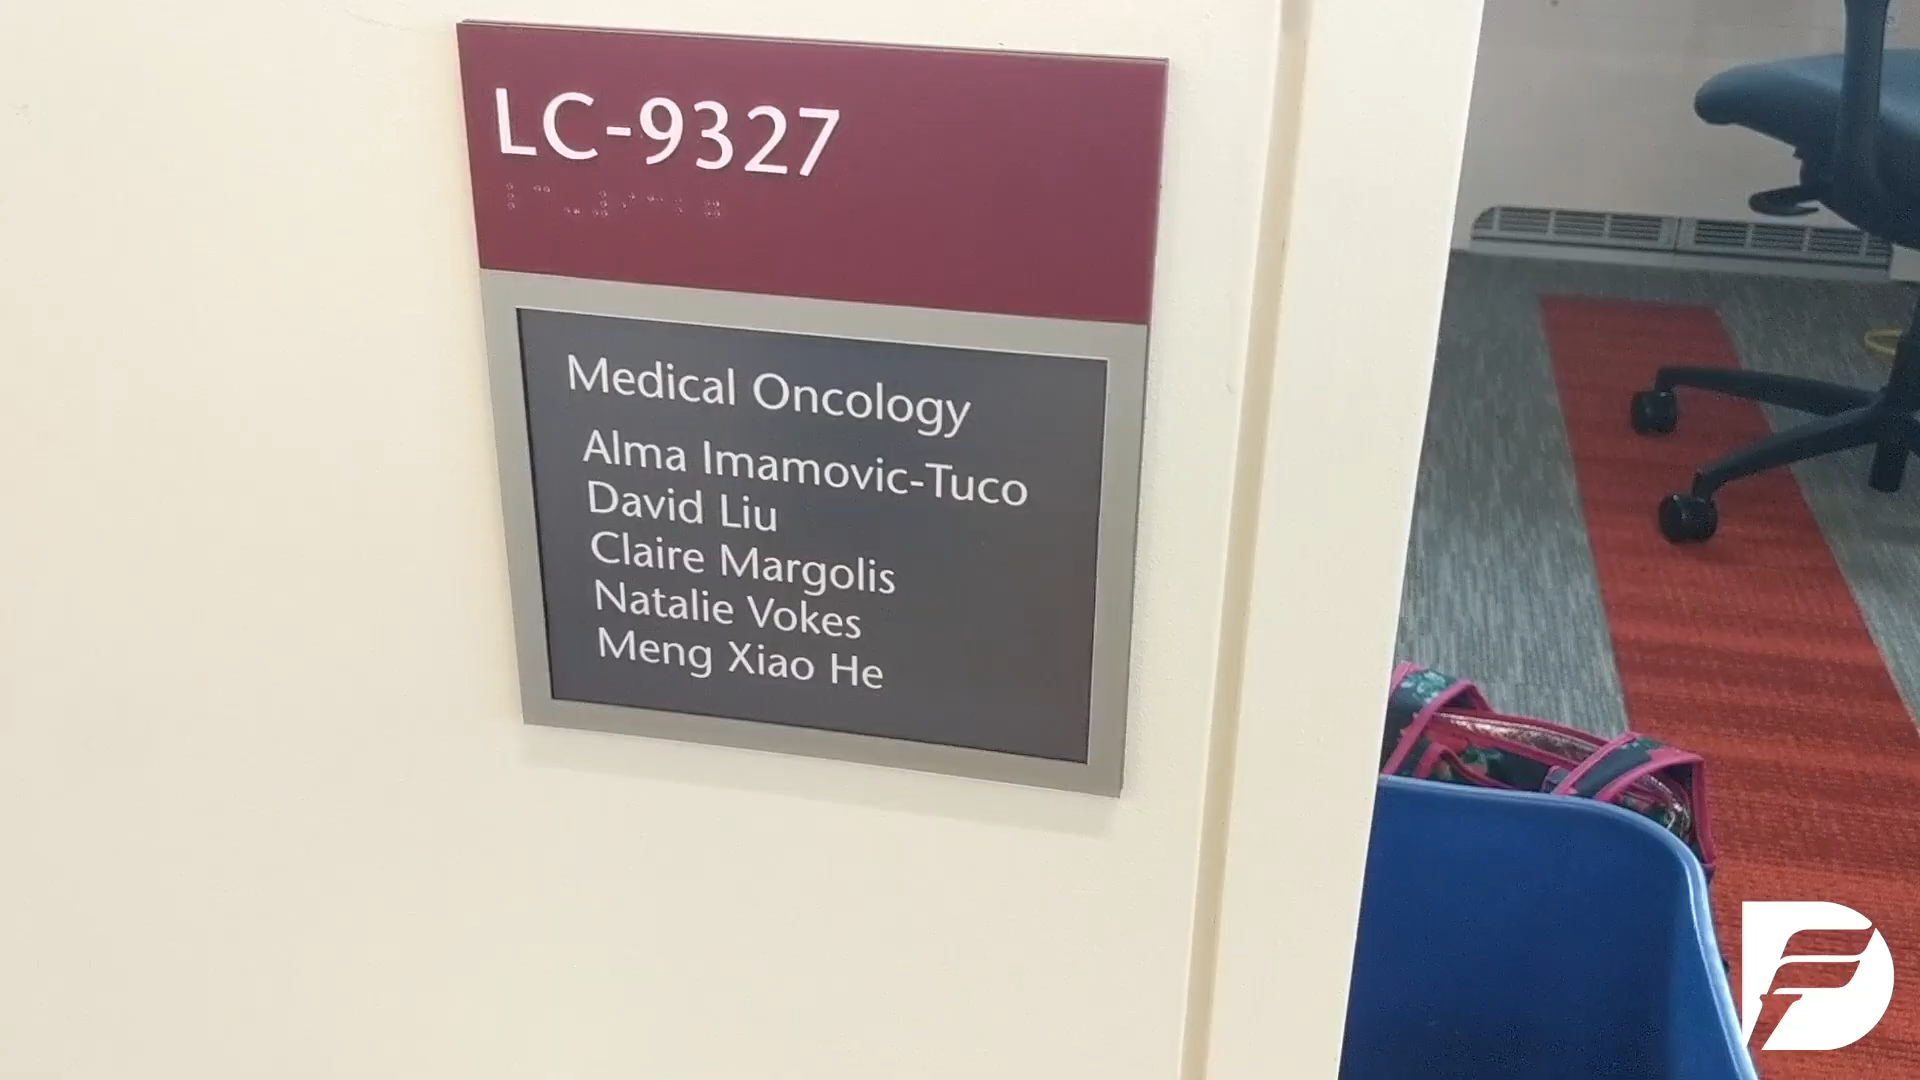 LC-9327
Medical Oncology
Alma Imamovic-Tuco
David Liu
Claire Margolis
Natalie Vokes
Meng Xiao He